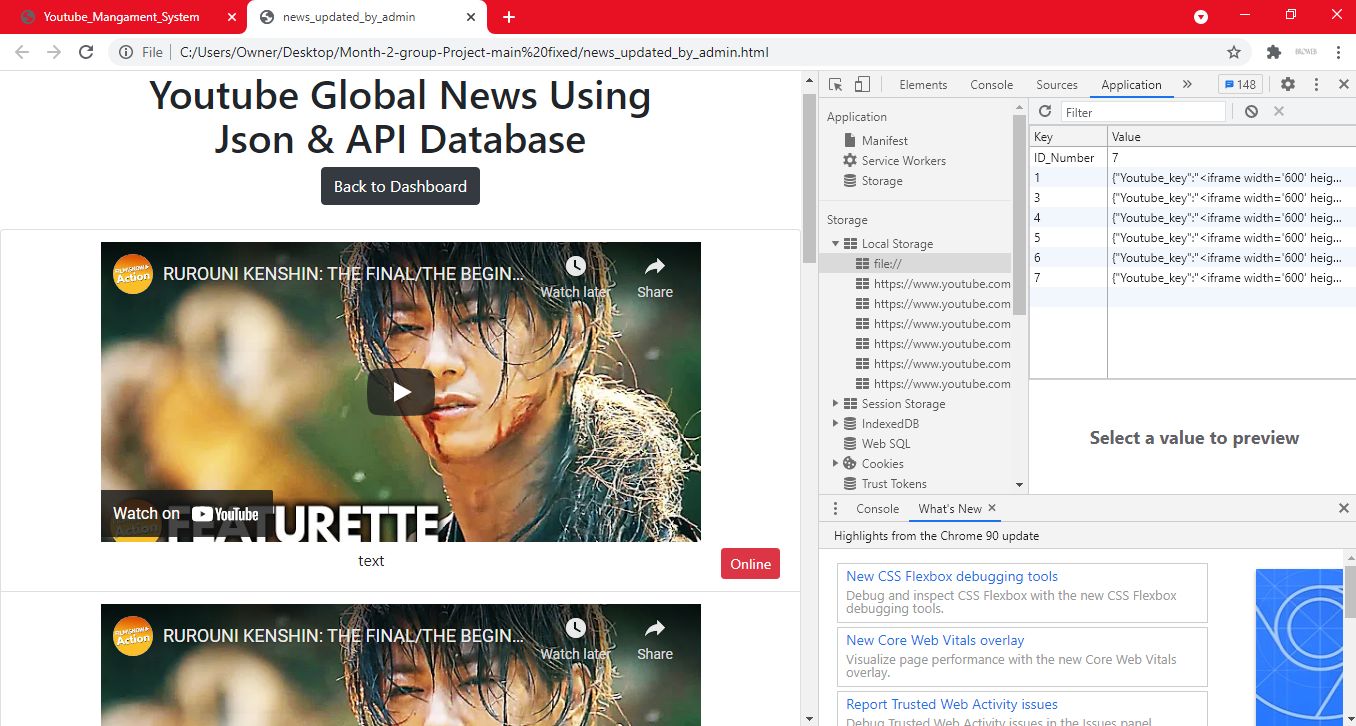 Youtube_Mangament_System
news_updated_by_admin
File
C:/Users/Owner/Desktop/Month-2-group-Project-main%20fixed/news_updated_by_admin.html
Youtube Global News Using
Json & API Database
Back to Dashboard
FILM SHOW &
Action
RUROUNI KENSHIN: THE FINAL/THE BEGIN...
Watch later
Share
Watch on YouTube
FEATURETTE
text
Online
FILM SHOW &
Action
RUROUNI KENSHIN: THE FINAL/THE BEGIN...
Watch later
Share
Elements Console Sources Application 148
Application
Manifest
Service Workers
Storage
Storage
Local Storage
file://
https://www.youtube.com
https://www.youtube.com
https://www.youtube.com
https://www.youtube.com
https://www.youtube.com
https://www.youtube.com
Session Storage
IndexedDB
Web SQL
Cookies
Trust Tokens
Filter
Key Value
ID_Number 7
1 {"Youtube_key":"<iframe width='600' heig...
3 {"Youtube_key":"<iframe width='600' heig...
4 {"Youtube_key":"<iframe width='600' heig...
5 {"Youtube_key":"<iframe width='600' heig...
6 {"Youtube_key":"<iframe width='600' heig...
7 {"Youtube_key":"<iframe width='600' heig...
Select a value to preview
Console What's New
Highlights from the Chrome 90 update
New CSS Flexbox debugging tools
Debug and inspect CSS Flexbox with the new CSS Flexbox
debugging tools.
New Core Web Vitals overlay
Visualize page performance with the new Core Web Vitals
overlay.
Report Trusted Web Activity issues
Debug Trusted Web Activity issues in the Issues panel